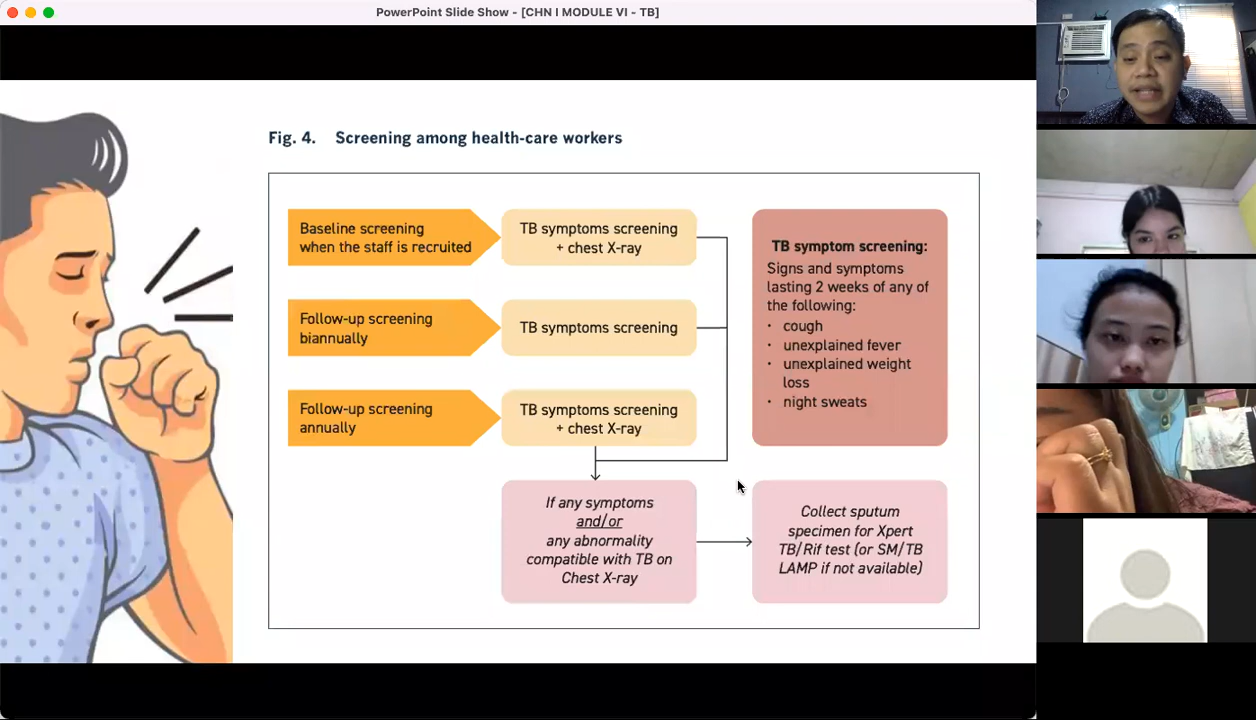 PowerPoint Slide Show - [CHN I MODULE VI - TB]
Fig. 4. Screening among health-care workers
Baseline screening
when the staff is recruited
TB symptoms screening
+ chest X-ray
Follow-up screening
biannually
TB symptoms screening
Follow-up screening
annually
TB symptoms screening
+ chest X-ray
TB symptom screening:
Signs and symptoms
lasting 2 weeks of any of
the following:
· cough
· unexplained fever
· unexplained weight
loss
· night sweats
If any symptoms
and/or
any abnormality
compatible with TB on
Chest X-ray
Collect sputum
specimen for Xpert
TB/Rif test (or SM/TB
LAMP if not available)